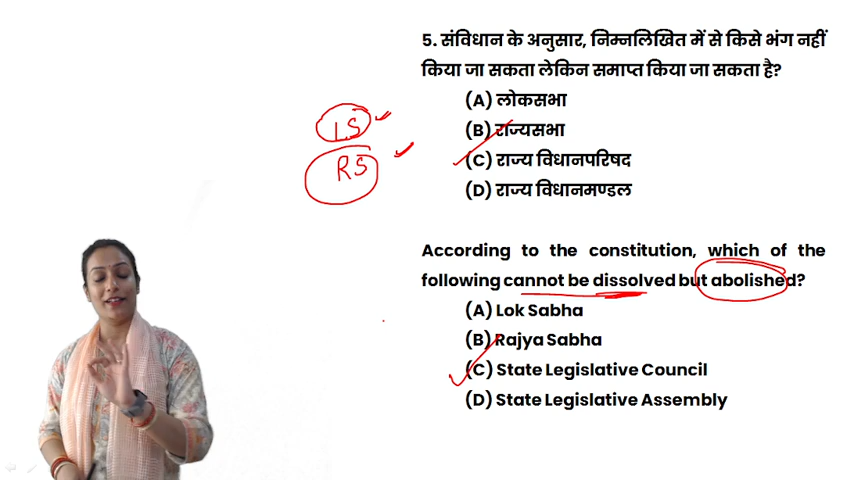 5. संविधान के अनुसार, निम्नलिखित में से किसे भंग नहीं
किया जा सकता लेकिन समाप्त किया जा सकता है?
(A) लोकसभा
(B) राज्यसभा
(C) राज्य विधानपरिषद
(D) राज्य विधानमण्डल
LS
RS
According to the constitution, which of the
following cannot be dissolved but abolished?
(A) Lok Sabha
(B) Rajya Sabha
(C) State Legislative Council
(D) State Legislative Assembly